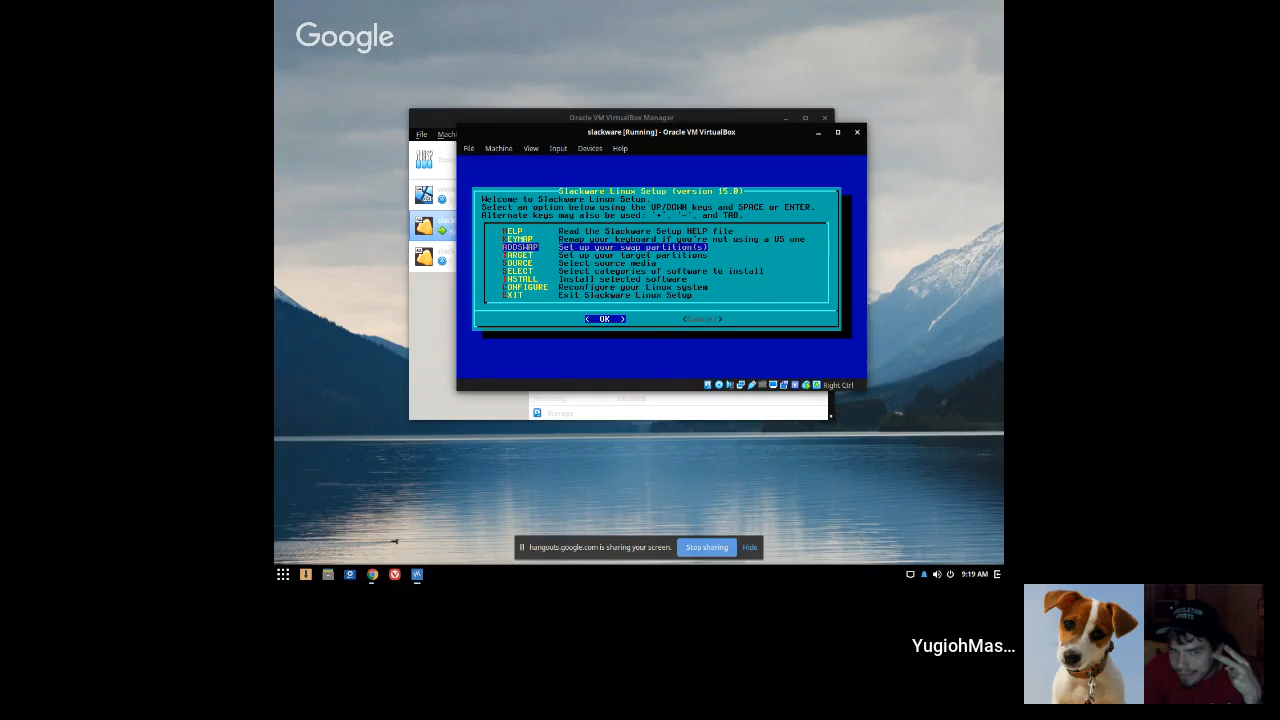 Google
Oracle VM VirtualBox Manager
File Machi
slackware [Running] - Oracle VM VirtualBox
File Machine View Input Devices Help
Slackware Linux Setup (version 15.0)
Welcome to Slackware Linux Setup.
Select an option below using the UP/DOWN keys and SPACE or ENTER.
Alternate keys may also be used: '+', '-', and TAB.
HELP Read the Slackware Setup HELP file
KEYMAP Remap your keyboard if you're not using a US one
ADDSWAP Set up your swap partition(s)
TARGET Set up your target partitions
SOURCE Select source media
SELECT Select categories of software to install
INSTALL Install selected software
CONFIGURE Reconfigure your Linux system
EXIT Exit Slackware Linux Setup
< OK > <Cancel>
Right Ctrl
Storage
hangouts.google.com is sharing your screen. Stop sharing Hide
9:19 AM
YugiohMas...